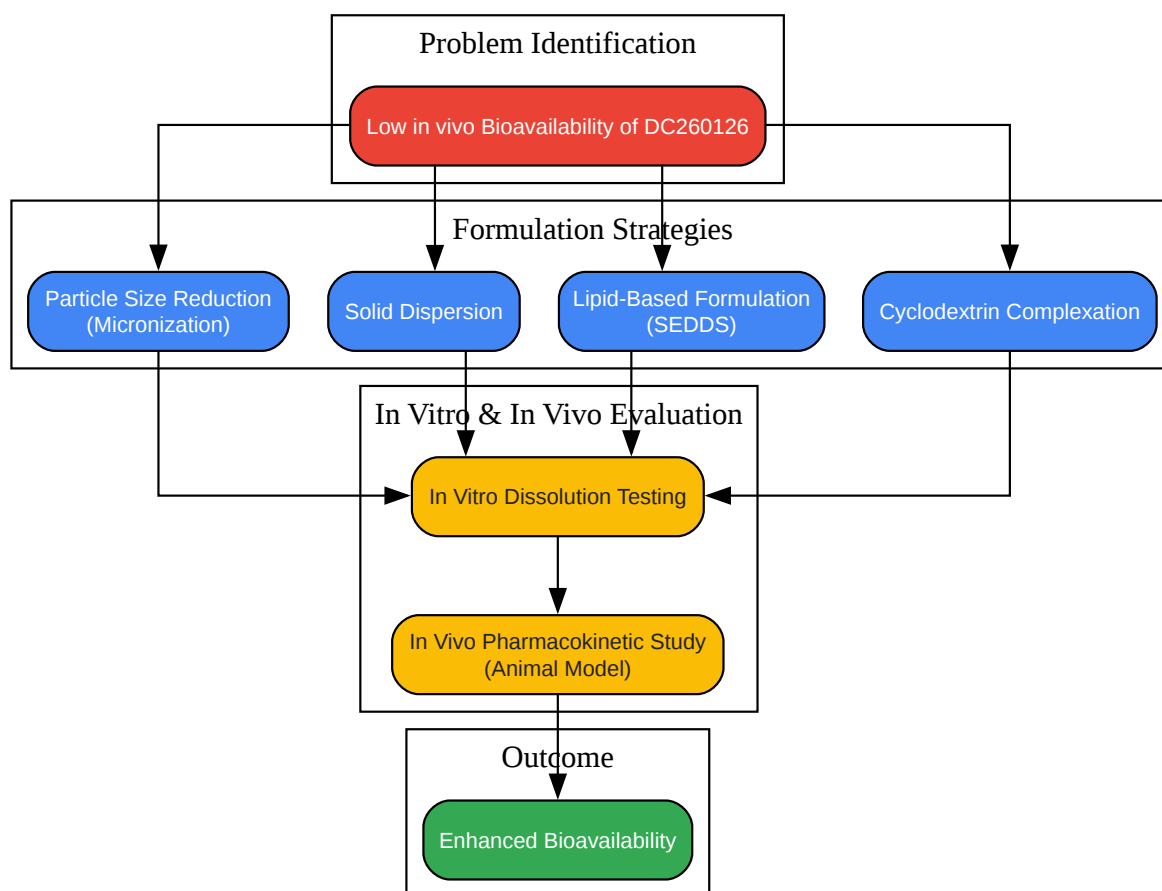 Problem Identification
Low in vivo Bioavailability of DC260126
Formulation Strategies
Particle Size Reduction
(Micronization)
Solid Dispersion
Lipid-Based Formulation
(SEDDS)
Cyclodextrin Complexation
In Vitro & In Vivo Evaluation
In Vitro Dissolution Testing
In Vivo Pharmacokinetic Study
(Animal Model)
Outcome
Enhanced Bioavailability